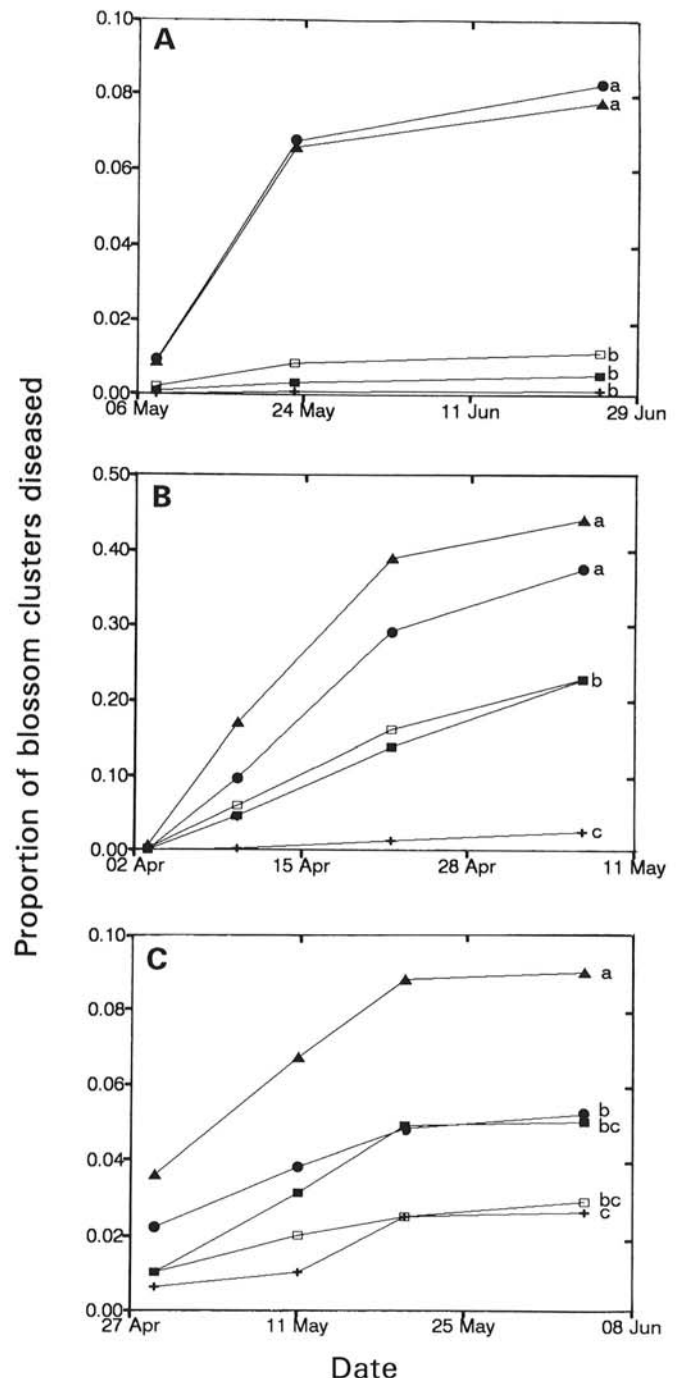 Proportion of blossom clusters diseased
A
0.10
0.08
0.06
0.04
0.02
0.00
a
a
b
b
b
06 May 24 May 11 Jun 29 Jun
B
0.50
0.40
0.30
0.20
0.10
0.00
a
a
b
c
02 Apr 15 Apr 28 Apr 11 May
C
0.10
0.08
0.06
0.04
0.02
0.00
a
b
bc
bc
c
27 Apr 11 May 25 May 08 Jun
Date